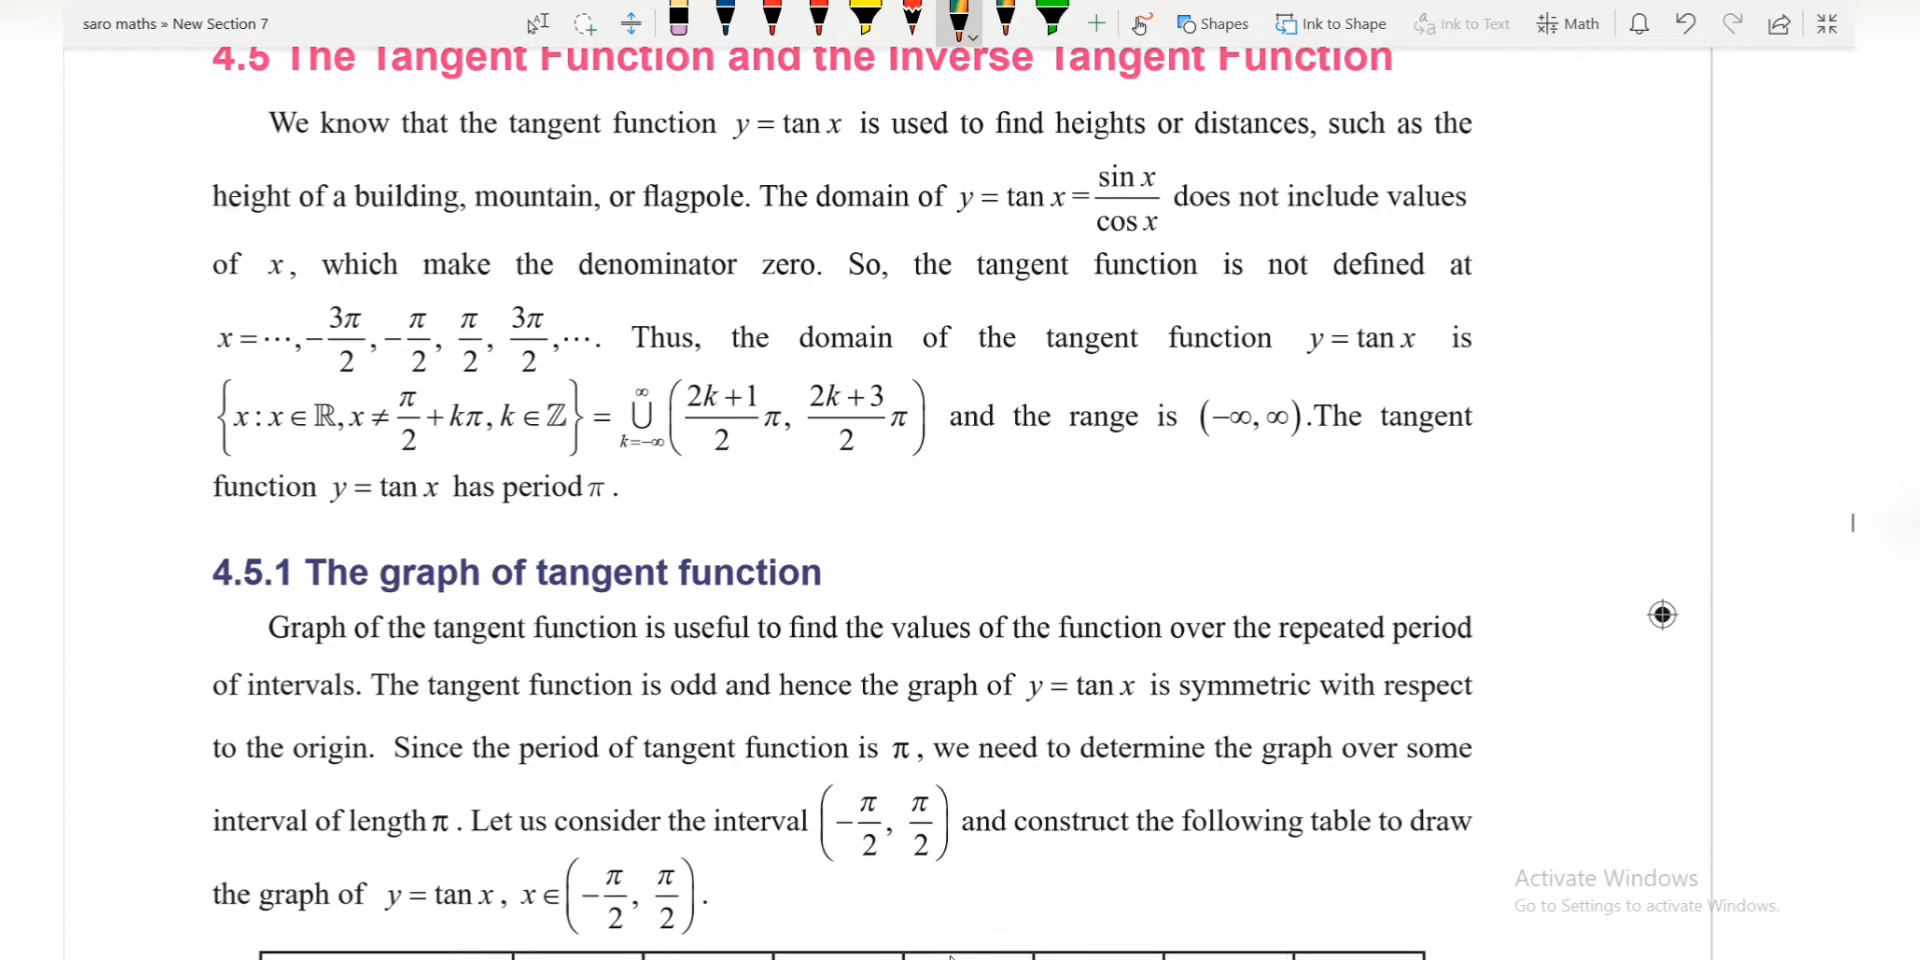 saro maths » New Section 7
Shapes Ink to Shape Ink to Text Math
4.5 The Tangent Function and the Inverse Tangent Function
We know that the tangent function y = tan x is used to find heights or distances, such as the
height of a building, mountain, or flagpole. The domain of y = tan x = sin x / cos x does not include values
of x, which make the denominator zero. So, the tangent function is not defined at
x = ⋯, −3π/2, −π/2, π/2, 3π/2, ⋯. Thus, the domain of the tangent function y = tan x is
{x : x ∈ ℝ, x ≠ π/2 + kπ, k ∈ ℤ} = ∞ ∪ k=−∞ ( (2k+1)/2 π, (2k+3)/2 π ) and the range is (−∞, ∞).The tangent
function y = tan x has period π .
4.5.1 The graph of tangent function
Graph of the tangent function is useful to find the values of the function over the repeated period
of intervals. The tangent function is odd and hence the graph of y = tan x is symmetric with respect
to the origin. Since the period of tangent function is π , we need to determine the graph over some
interval of length π . Let us consider the interval (−π/2, π/2) and construct the following table to draw
the graph of y = tan x , x ∈ (−π/2, π/2) .
Activate Windows
Go to Settings to activate Windows.